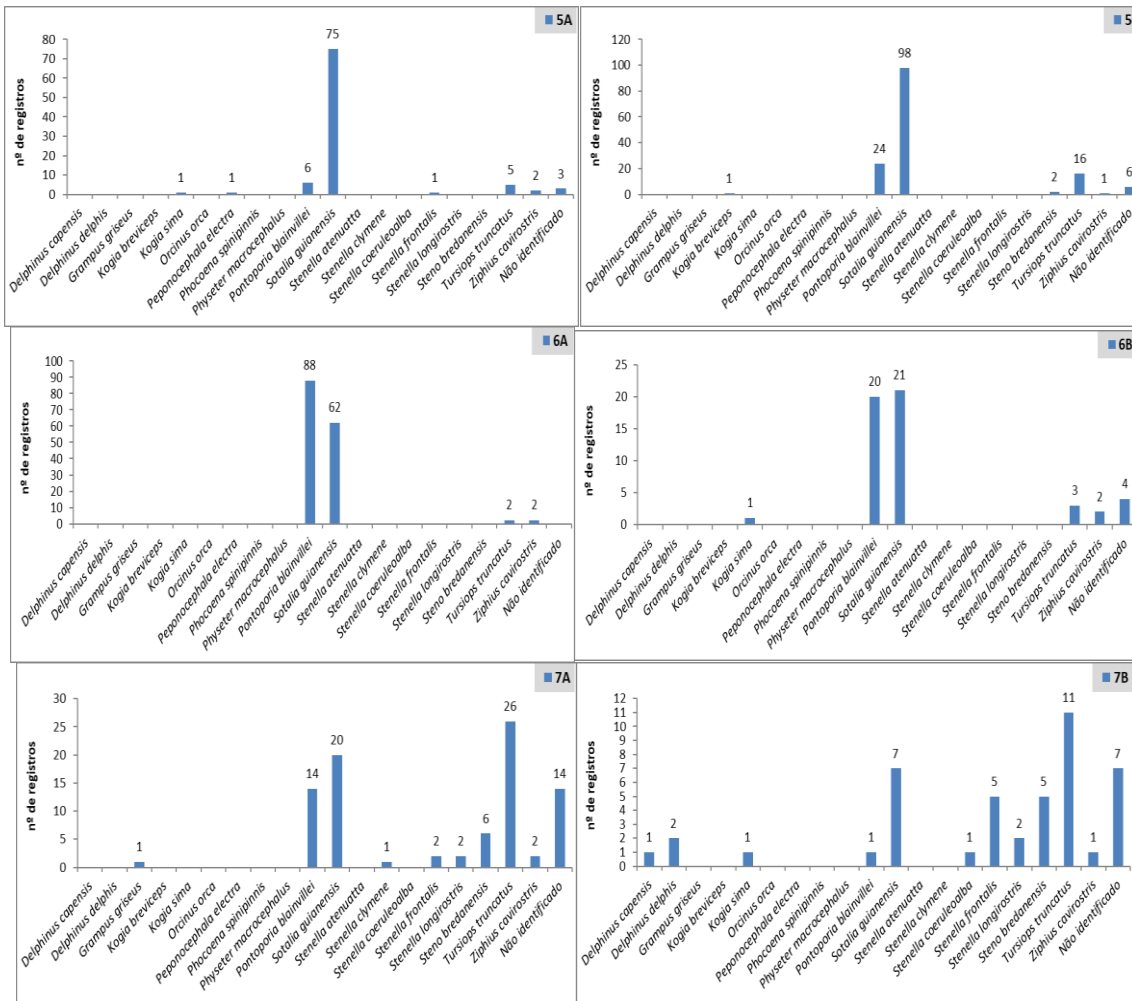 5A
nº de registros
80
70
60
50
40
30
20
10
0
1
1
6
75
1
5
2
3
Delphinus capensis
Delphinus delphis
Grampus griseus
Kogia breviceps
Kogia sima
Orcinus orca
Peponocephala electra
Phocoena spinipinnis
Physeter macrocephalus
Pontoporia blainvillei
Sotalia guianensis
Stenella atenuatta
Stenella clymene
Stenella coeruleoalba
Stenella frontalis
Stenella longirostris
Steno bredanensis
Tursiops truncatus
Ziphius cavirostris
Não identificado
5
nº de registros
120
100
80
60
40
20
0
1
24
98
2
16
1
6
Delphinus capensis
Delphinus delphis
Grampus griseus
Kogia breviceps
Kogia sima
Orcinus orca
Peponocephala electra
Phocoena spinipinnis
Physeter macrocephalus
Pontoporia blainvillei
Sotalia guianensis
Stenella atenuatta
Stenella clymene
Stenella coeruleoalba
Stenella frontalis
Stenella longirostris
Steno bredanensis
Tursiops truncatus
Ziphius cavirostris
Não identificado
6A
nº de registros
100
90
80
70
60
50
40
30
20
10
0
88
62
2
2
Delphinus capensis
Delphinus delphis
Grampus griseus
Kogia breviceps
Kogia sima
Orcinus orca
Peponocephala electra
Phocoena spinipinnis
Physeter macrocephalus
Pontoporia blainvillei
Sotalia guianensis
Stenella atenuatta
Stenella clymene
Stenella coeruleoalba
Stenella frontalis
Stenella longirostris
Steno bredanensis
Tursiops truncatus
Ziphius cavirostris
Não identificado
6B
nº de registros
25
20
15
10
5
0
1
20
21
3
2
4
Delphinus capensis
Delphinus delphis
Grampus griseus
Kogia breviceps
Kogia sima
Orcinus orca
Peponocephala electra
Phocoena spinipinnis
Physeter macrocephalus
Pontoporia blainvillei
Sotalia guianensis
Stenella atenuatta
Stenella clymene
Stenella coeruleoalba
Stenella frontalis
Stenella longirostris
Steno bredanensis
Tursiops truncatus
Ziphius cavirostris
Não identificado
7A
nº de registros
30
25
20
15
10
5
0
1
14
20
1
2
2
6
26
2
14
Delphinus capensis
Delphinus delphis
Grampus griseus
Kogia breviceps
Kogia sima
Orcinus orca
Peponocephala electra
Phocoena spinipinnis
Physeter macrocephalus
Pontoporia blainvillei
Sotalia guianensis
Stenella atenuatta
Stenella clymene
Stenella coeruleoalba
Stenella frontalis
Stenella longirostris
Steno bredanensis
Tursiops truncatus
Ziphius cavirostris
Não identificado
7B
nº de registros
12
11
10
9
8
7
6
5
4
3
2
1
0
1
2
1
1
7
1
5
2
5
11
1
7
Delphinus capensis
Delphinus delphis
Grampus griseus
Kogia breviceps
Kogia sima
Orcinus orca
Peponocephala electra
Phocoena spinipinnis
Physeter macrocephalus
Pontoporia blainvillei
Sotalia guianensis
Stenella atenuatta
Stenella clymene
Stenella coeruleoalba
Stenella frontalis
Stenella longirostris
Steno bredanensis
Tursiops truncatus
Ziphius cavirostris
Não identificado